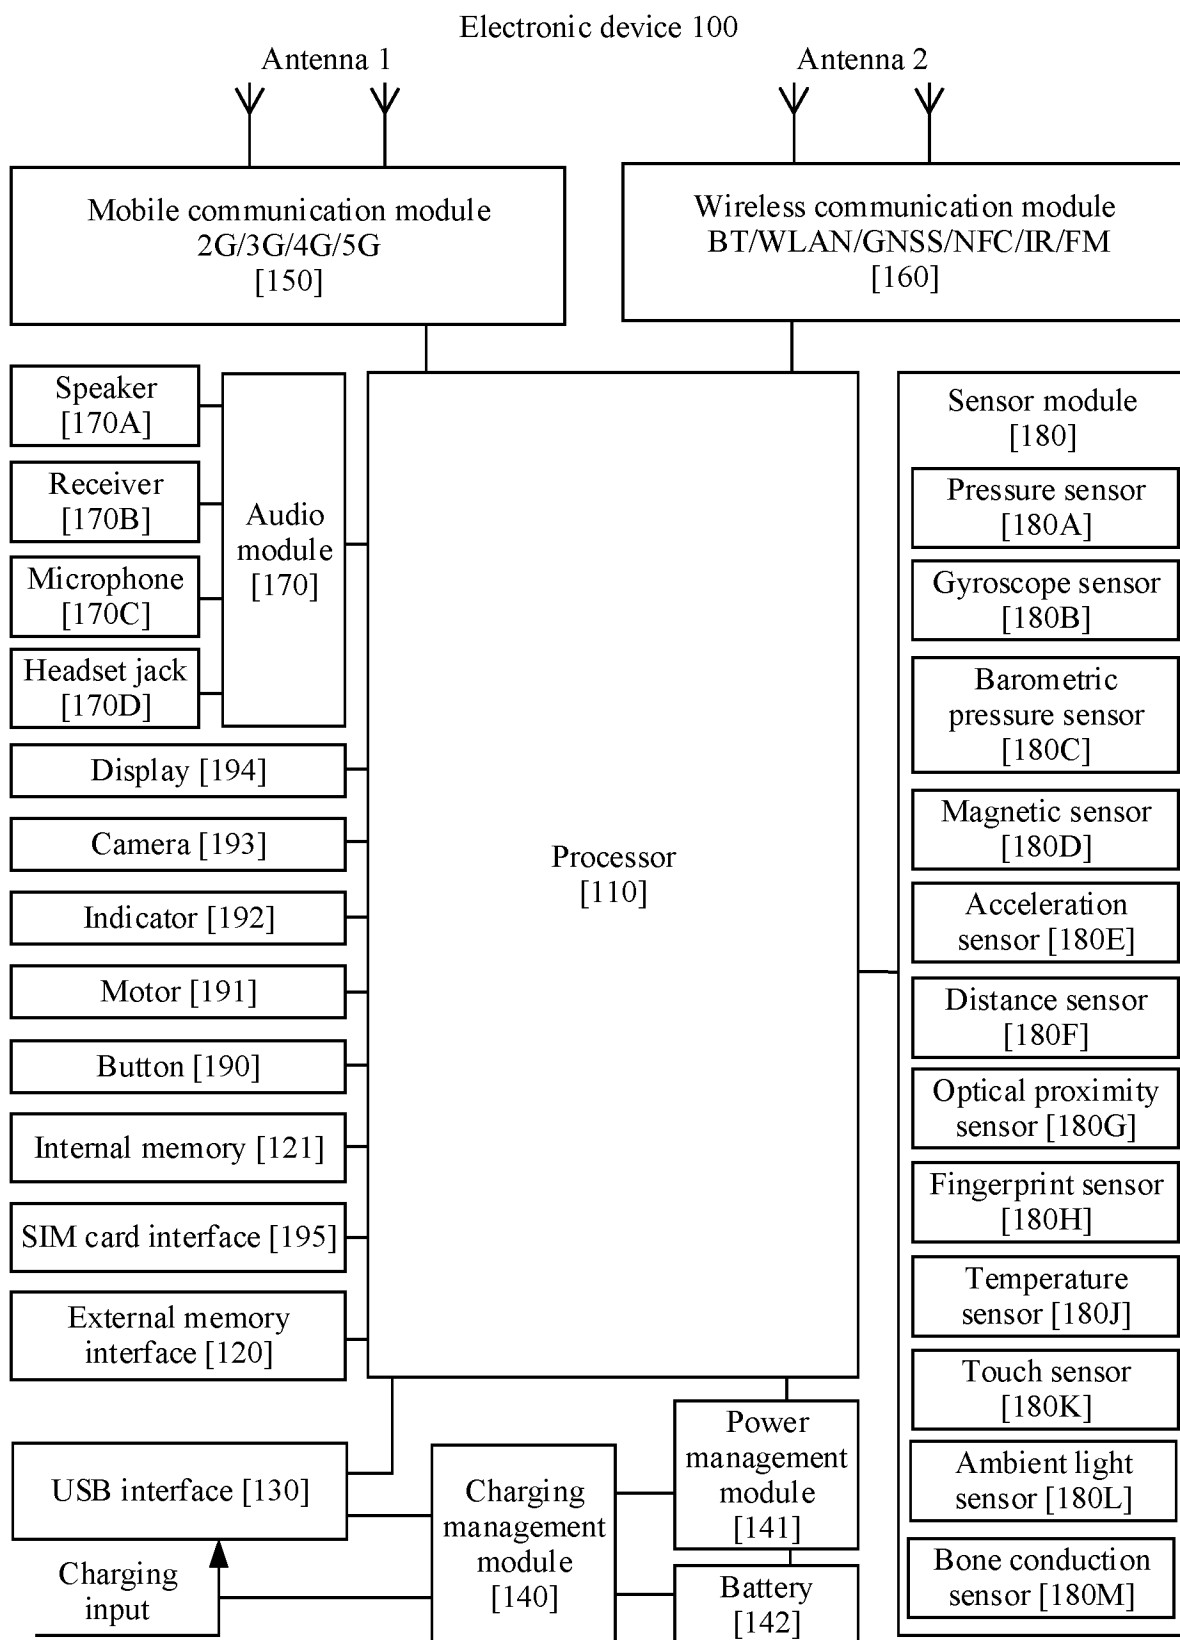 Electronic device 100
Antenna 1
Antenna 2
Mobile communication module
2G/3G/4G/5G
[150]
Wireless communication module
BT/WLAN/GNSS/NFC/IR/FM
[160]
Speaker
[170A]
Receiver
[170B]
Microphone
[170C]
Headset jack
[170D]
Audio
module
[170]
Display [194]
Camera [193]
Indicator [192]
Motor [191]
Button [190]
Internal memory [121]
SIM card interface [195]
External memory
interface [120]
Processor
[110]
Sensor module
[180]
Pressure sensor
[180A]
Gyroscope sensor
[180B]
Barometric
pressure sensor
[180C]
Magnetic sensor
[180D]
Acceleration
sensor [180E]
Distance sensor
[180F]
Optical proximity
sensor [180G]
Fingerprint sensor
[180H]
Temperature
sensor [180J]
Touch sensor
[180K]
Ambient light
sensor [180L]
Bone conduction
sensor [180M]
USB interface [130]
Charging
input
Charging
management
module
[140]
Power
management
module
[141]
Battery
[142]